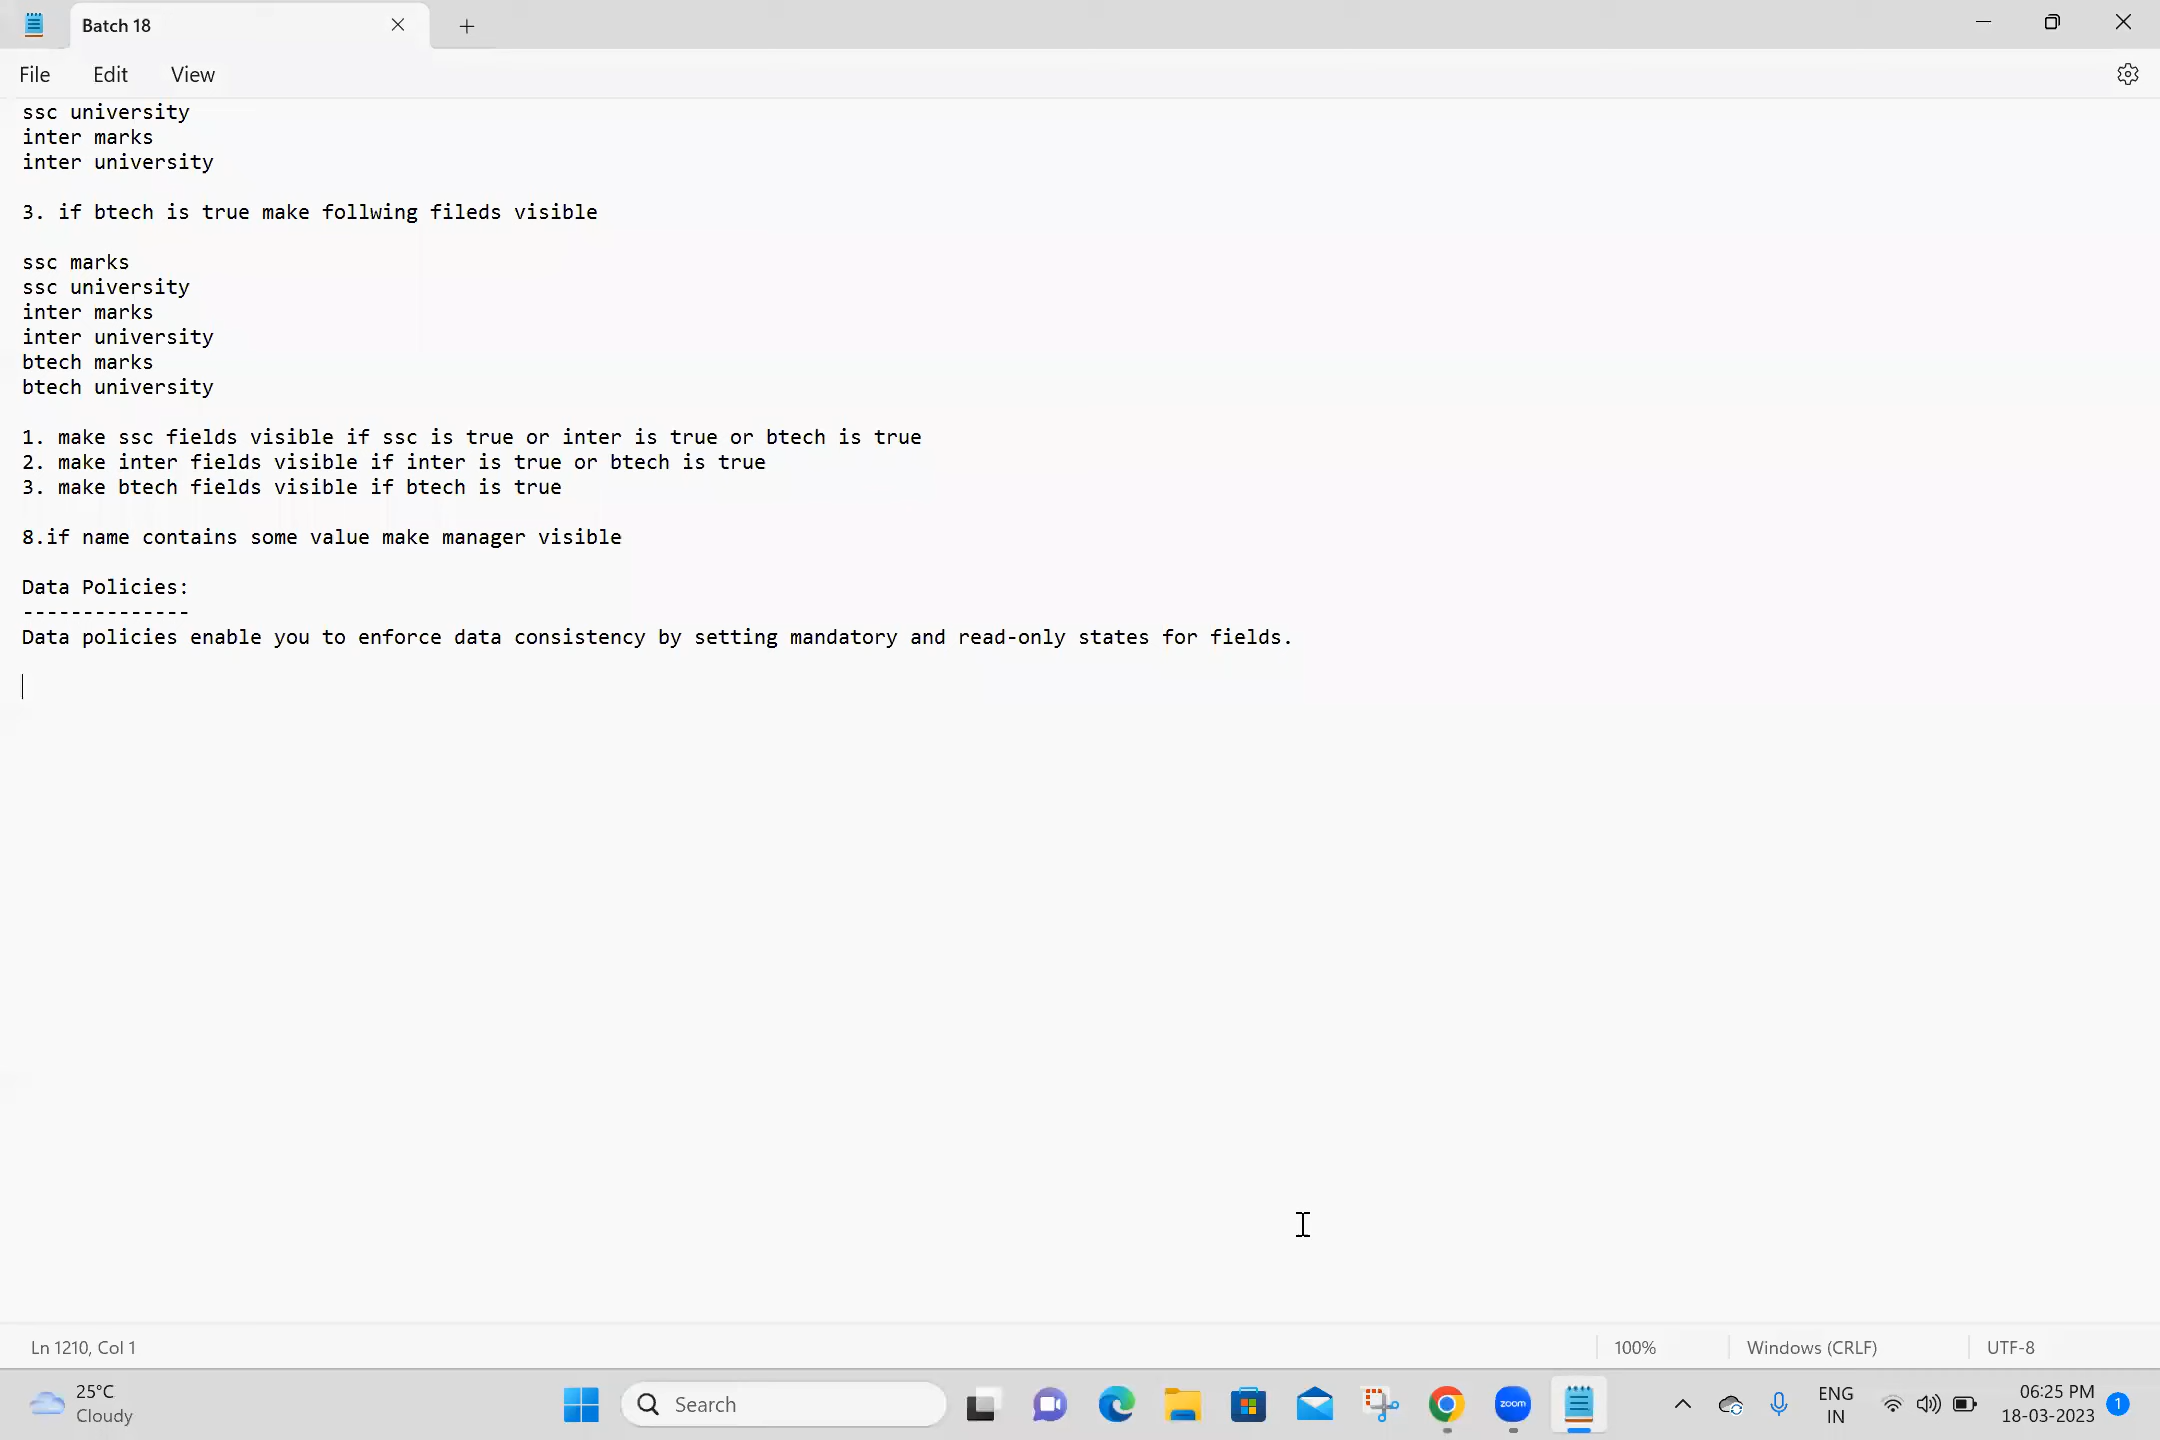 Batch 18
File Edit View
ssc university
inter marks
inter university
3. if btech is true make follwing fileds visible
ssc marks
ssc university
inter marks
inter university
btech marks
btech university
1. make ssc fields visible if ssc is true or inter is true or btech is true
2. make inter fields visible if inter is true or btech is true
3. make btech fields visible if btech is true
8.if name contains some value make manager visible
Data Policies:
--------------
Data policies enable you to enforce data consistency by setting mandatory and read-only states for fields.
Ln 1210, Col 1 100% Windows (CRLF) UTF-8
25°C
Cloudy
Search
zoom
ENG
IN
06:25 PM
18-03-2023
1